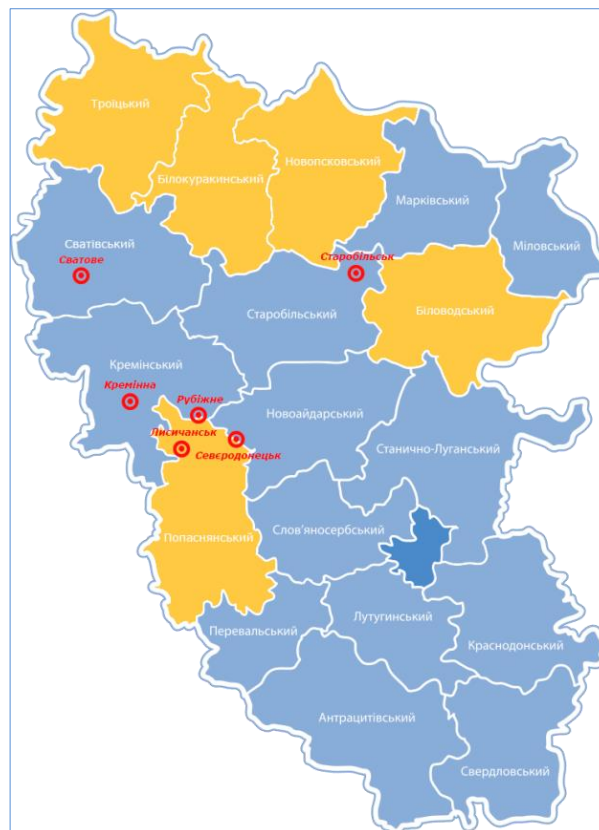 Троїцький
Білокуракинський
Новопсковський
Марківський
Міловський
Сватівський
Сватове
Старобільськ
Старобільський
Біловодський
Кремінський
Кремінна
Рубіжне
Новоайдарський
Лисичанськ
Сєвєродонецьк
Станично-Луганський
Попаснянський
Слов’яносербський
Перевальський
Лутугинський
Краснодонський
Антрацитівський
Свердловський